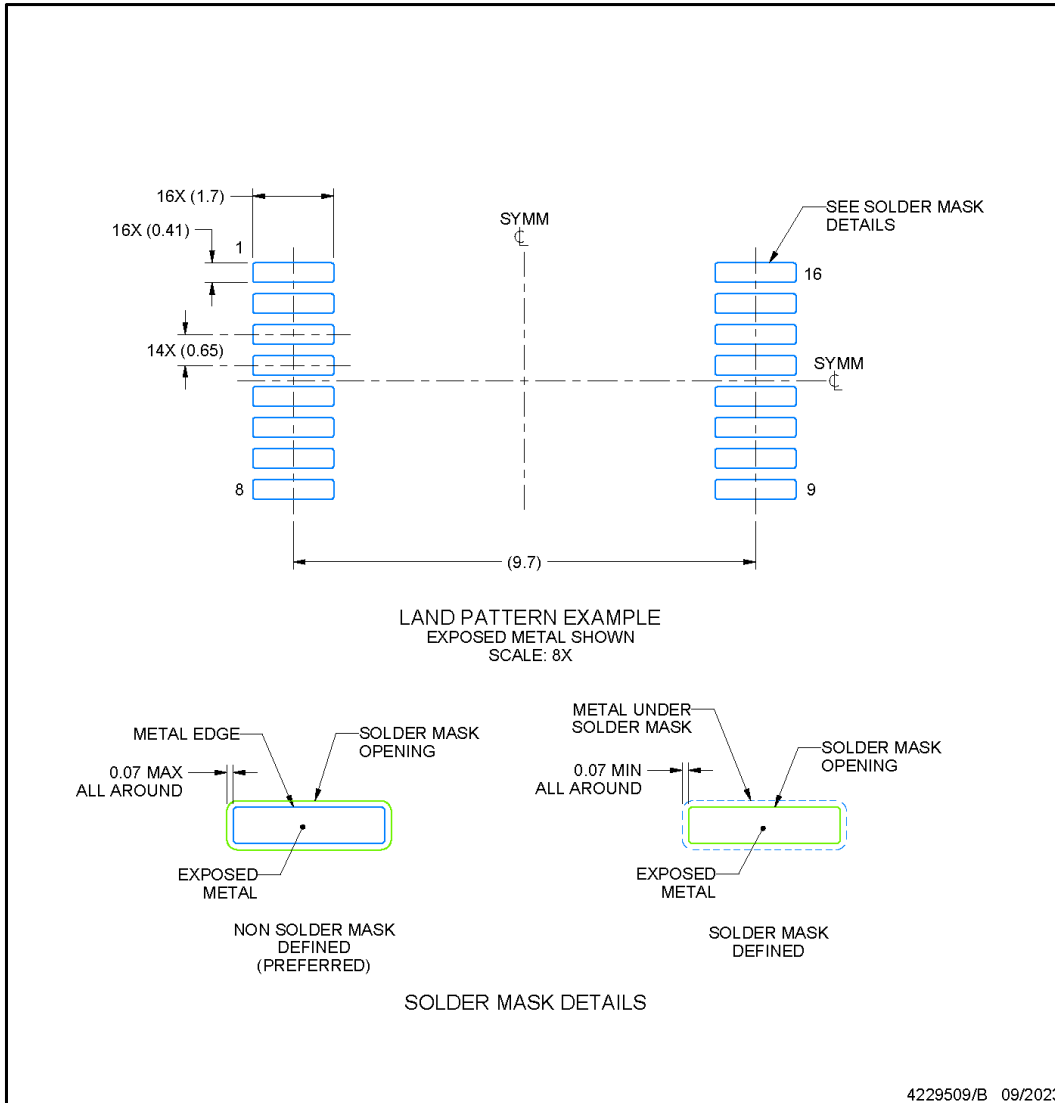 16X (1.7)
SYMM
℄
SEE SOLDER MASK
DETAILS
16X (0.41)
1
16
14X (0.65)
SYMM
℄
8
9
(9.7)
LAND PATTERN EXAMPLE
EXPOSED METAL SHOWN
SCALE: 8X
METAL EDGE
SOLDER MASK
OPENING
0.07 MAX
ALL AROUND
EXPOSED
METAL
NON SOLDER MASK
DEFINED
(PREFERRED)
METAL UNDER
SOLDER MASK
SOLDER MASK
OPENING
0.07 MIN
ALL AROUND
EXPOSED
METAL
SOLDER MASK
DEFINED
SOLDER MASK DETAILS
4229509/B 09/2023